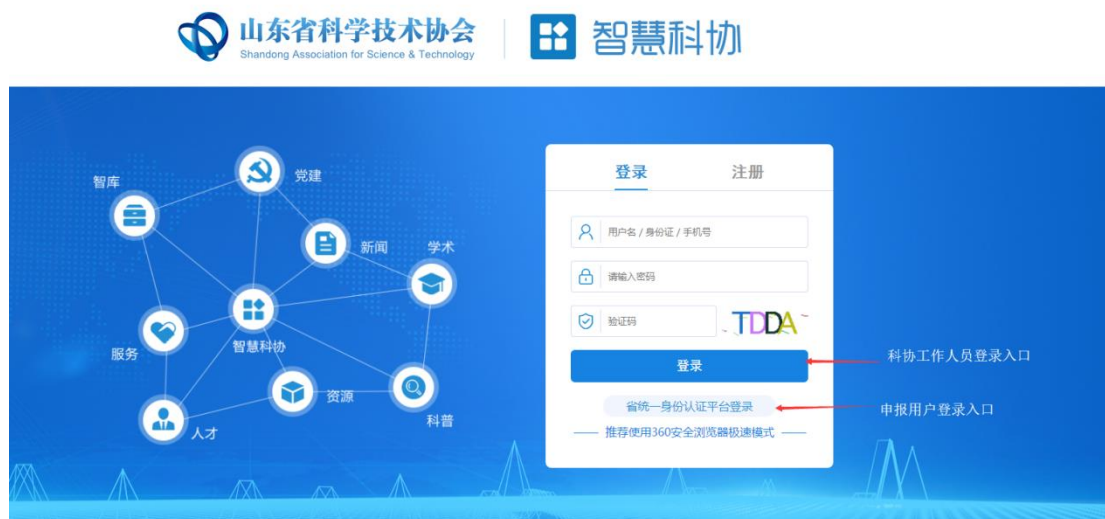 山东省科学技术协会
Shandong Association for Science & Technology
智慧科协
智库
党建
新闻
学术
智慧科协
服务
资源
科普
人才
登录 注册
用户名 / 身份证 / 手机号
请输入密码
验证码 TDDA
登录
科协工作人员登录入口
省统一身份认证平台登录
申报用户登录入口
推荐使用360安全浏览器极速模式